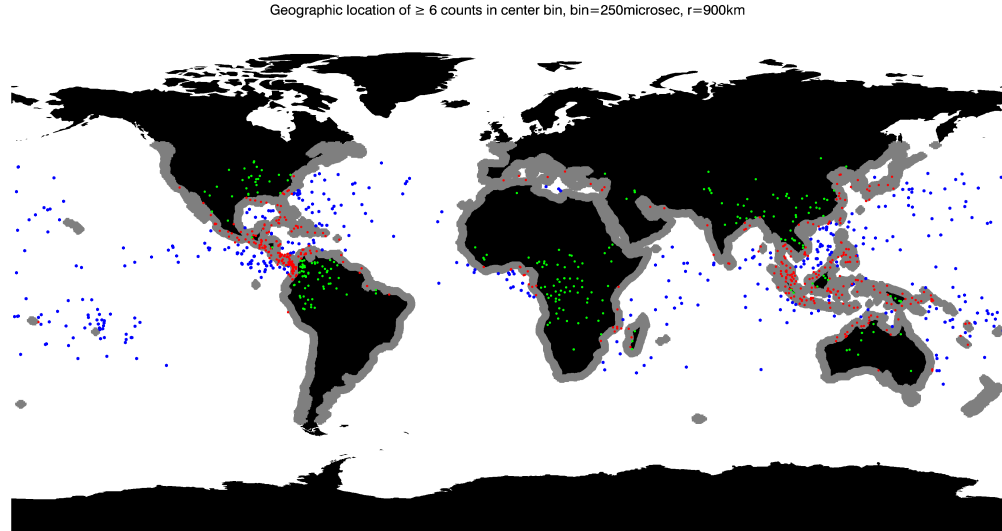 Geographic location of ≥ 6 counts in center bin, bin=250microsec, r=900km